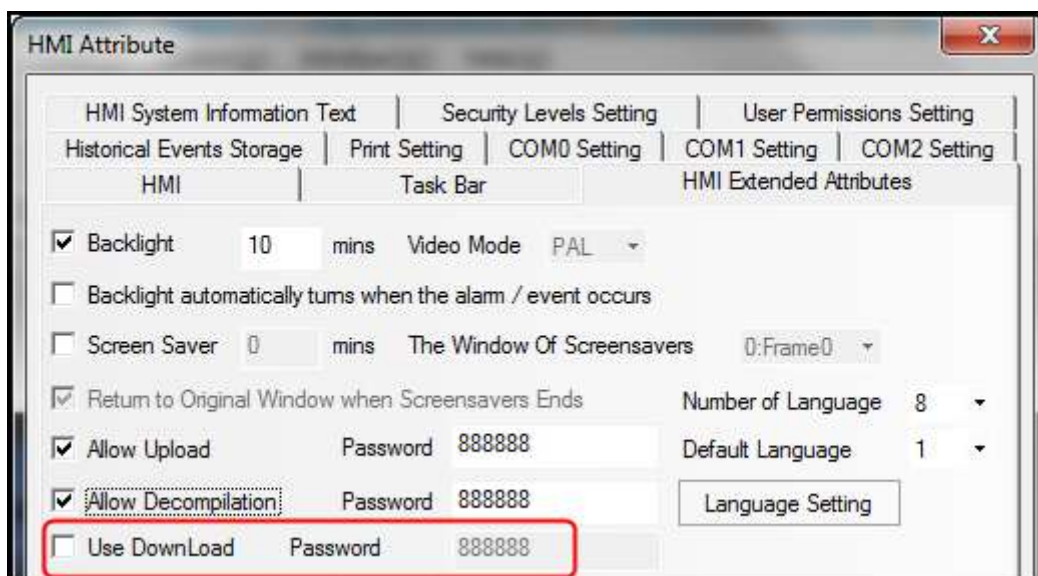 HMI Attribute
HMI System Information Text Security Levels Setting User Permissions Setting
Historical Events Storage Print Setting COM0 Setting COM1 Setting COM2 Setting
HMI Task Bar HMI Extended Attributes
Backlight 10 mins Video Mode PAL
Backlight automatically turns when the alarm / event occurs
Screen Saver 0 mins The Window Of Screensavers 0:Frame0
Return to Original Window when Screensavers Ends Number of Language 8
Allow Upload Password 888888 Default Language 1
Allow Decompilation Password 888888 Language Setting
Use DownLoad Password 888888